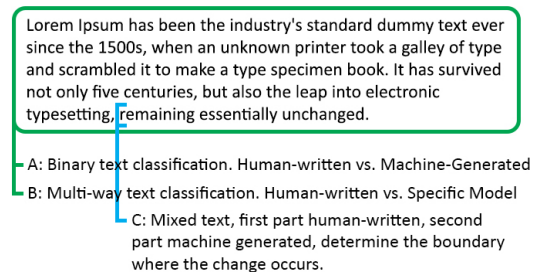 Lorem Ipsum has been the industry's standard dummy text ever
since the 1500s, when an unknown printer took a galley of type
and scrambled it to make a type specimen book. It has survived
not only five centuries, but also the leap into electronic
typesetting, remaining essentially unchanged.
A: Binary text classification. Human-written vs. Machine-Generated
B: Multi-way text classification. Human-written vs. Specific Model
C: Mixed text, first part human-written, second
part machine generated, determine the boundary
where the change occurs.